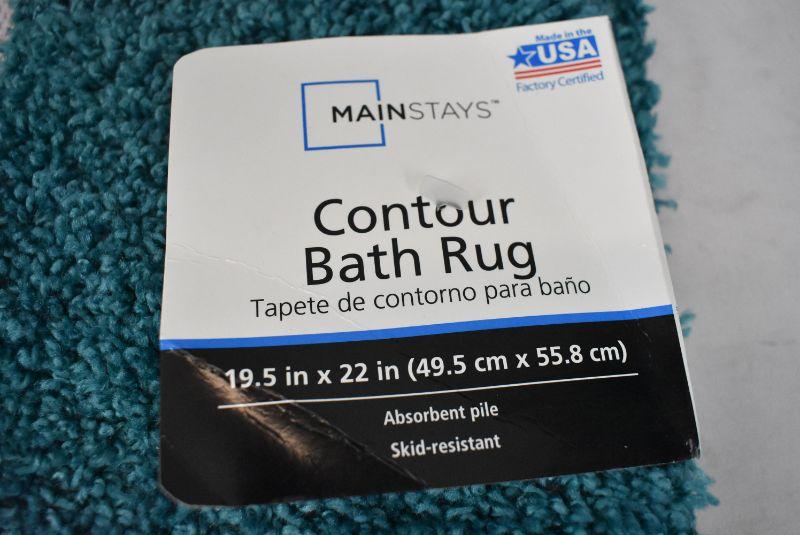 Made in the
USA
Factory Certified
MAINSTAYS™
Contour
Bath Rug
Tapete de contorno para baño
19.5 in x 22 in (49.5 cm x 55.8 cm)
Absorbent pile
Skid-resistant